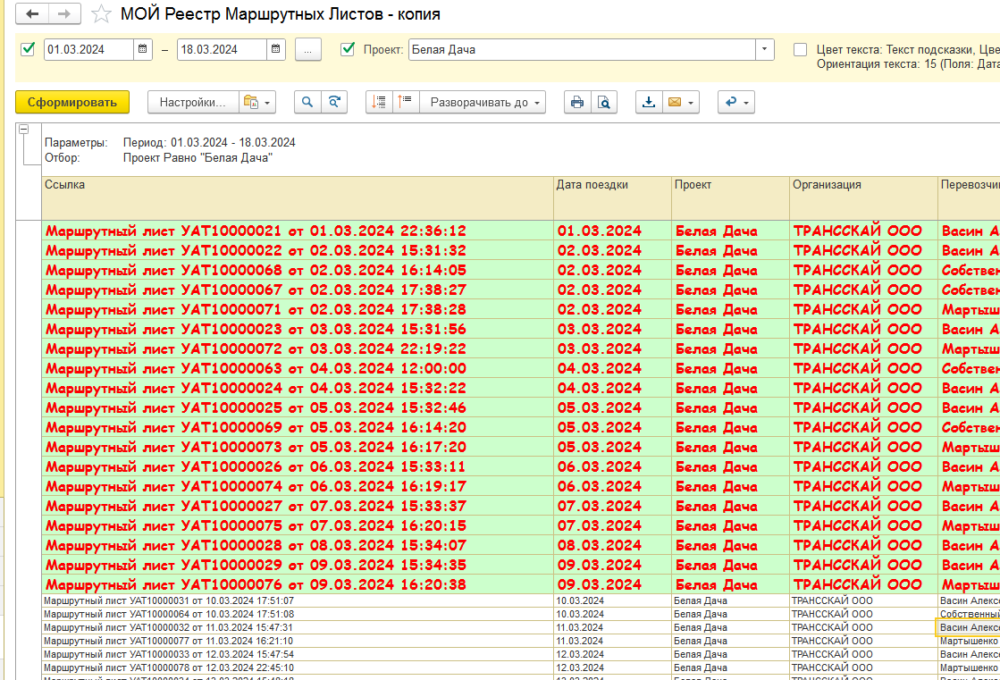 МОЙ Реестр Маршрутных Листов - копия
01.03.2024 – 18.03.2024 ... Проект: Белая Дача Цвет текста: Текст подсказки, Цве
Ориентация текста: 15 (Поля: Дата
Сформировать Настройки... Разворачивать до
Параметры: Период: 01.03.2024 - 18.03.2024
Отбор: Проект Равно "Белая Дача"
Ссылка Дата поездки Проект Организация Перевозчи
Маршрутный лист УАТ10000021 от 01.03.2024 22:36:12 01.03.2024 Белая Дача ТРАНССКАЙ ООО Васин А
Маршрутный лист УАТ10000022 от 02.03.2024 15:31:32 02.03.2024 Белая Дача ТРАНССКАЙ ООО Васин А
Маршрутный лист УАТ10000068 от 02.03.2024 16:14:05 02.03.2024 Белая Дача ТРАНССКАЙ ООО Собствен
Маршрутный лист УАТ10000067 от 02.03.2024 17:38:27 02.03.2024 Белая Дача ТРАНССКАЙ ООО Собствен
Маршрутный лист УАТ10000071 от 02.03.2024 17:38:28 02.03.2024 Белая Дача ТРАНССКАЙ ООО Мартыш
Маршрутный лист УАТ10000023 от 03.03.2024 15:31:56 03.03.2024 Белая Дача ТРАНССКАЙ ООО Васин А
Маршрутный лист УАТ10000072 от 03.03.2024 22:19:22 03.03.2024 Белая Дача ТРАНССКАЙ ООО Мартыш
Маршрутный лист УАТ10000063 от 04.03.2024 12:00:00 04.03.2024 Белая Дача ТРАНССКАЙ ООО Собствен
Маршрутный лист УАТ10000024 от 04.03.2024 15:32:22 04.03.2024 Белая Дача ТРАНССКАЙ ООО Васин А
Маршрутный лист УАТ10000025 от 05.03.2024 15:32:46 05.03.2024 Белая Дача ТРАНССКАЙ ООО Васин А
Маршрутный лист УАТ10000069 от 05.03.2024 16:14:20 05.03.2024 Белая Дача ТРАНССКАЙ ООО Собствен
Маршрутный лист УАТ10000073 от 05.03.2024 16:17:20 05.03.2024 Белая Дача ТРАНССКАЙ ООО Мартыш
Маршрутный лист УАТ10000026 от 06.03.2024 15:33:11 06.03.2024 Белая Дача ТРАНССКАЙ ООО Васин А
Маршрутный лист УАТ10000074 от 06.03.2024 16:19:17 06.03.2024 Белая Дача ТРАНССКАЙ ООО Мартыш
Маршрутный лист УАТ10000027 от 07.03.2024 15:33:37 07.03.2024 Белая Дача ТРАНССКАЙ ООО Васин А
Маршрутный лист УАТ10000075 от 07.03.2024 16:20:15 07.03.2024 Белая Дача ТРАНССКАЙ ООО Мартыш
Маршрутный лист УАТ10000028 от 08.03.2024 15:34:07 08.03.2024 Белая Дача ТРАНССКАЙ ООО Васин А
Маршрутный лист УАТ10000029 от 09.03.2024 15:34:35 09.03.2024 Белая Дача ТРАНССКАЙ ООО Васин А
Маршрутный лист УАТ10000076 от 09.03.2024 16:20:38 09.03.2024 Белая Дача ТРАНССКАЙ ООО Мартыш
Маршрутный лист УАТ10000031 от 10.03.2024 17:51:07 10.03.2024 Белая Дача ТРАНССКАЙ ООО Васин Алекс
Маршрутный лист УАТ10000064 от 10.03.2024 17:51:08 10.03.2024 Белая Дача ТРАНССКАЙ ООО Собственный
Маршрутный лист УАТ10000032 от 11.03.2024 15:47:31 11.03.2024 Белая Дача ТРАНССКАЙ ООО Васин Алекс
Маршрутный лист УАТ10000077 от 11.03.2024 16:21:10 11.03.2024 Белая Дача ТРАНССКАЙ ООО Мартышенко
Маршрутный лист УАТ10000033 от 12.03.2024 15:47:54 12.03.2024 Белая Дача ТРАНССКАЙ ООО Васин Алекс
Маршрутный лист УАТ10000078 от 12.03.2024 22:45:10 12.03.2024 Белая Дача ТРАНССКАЙ ООО Мартышенко